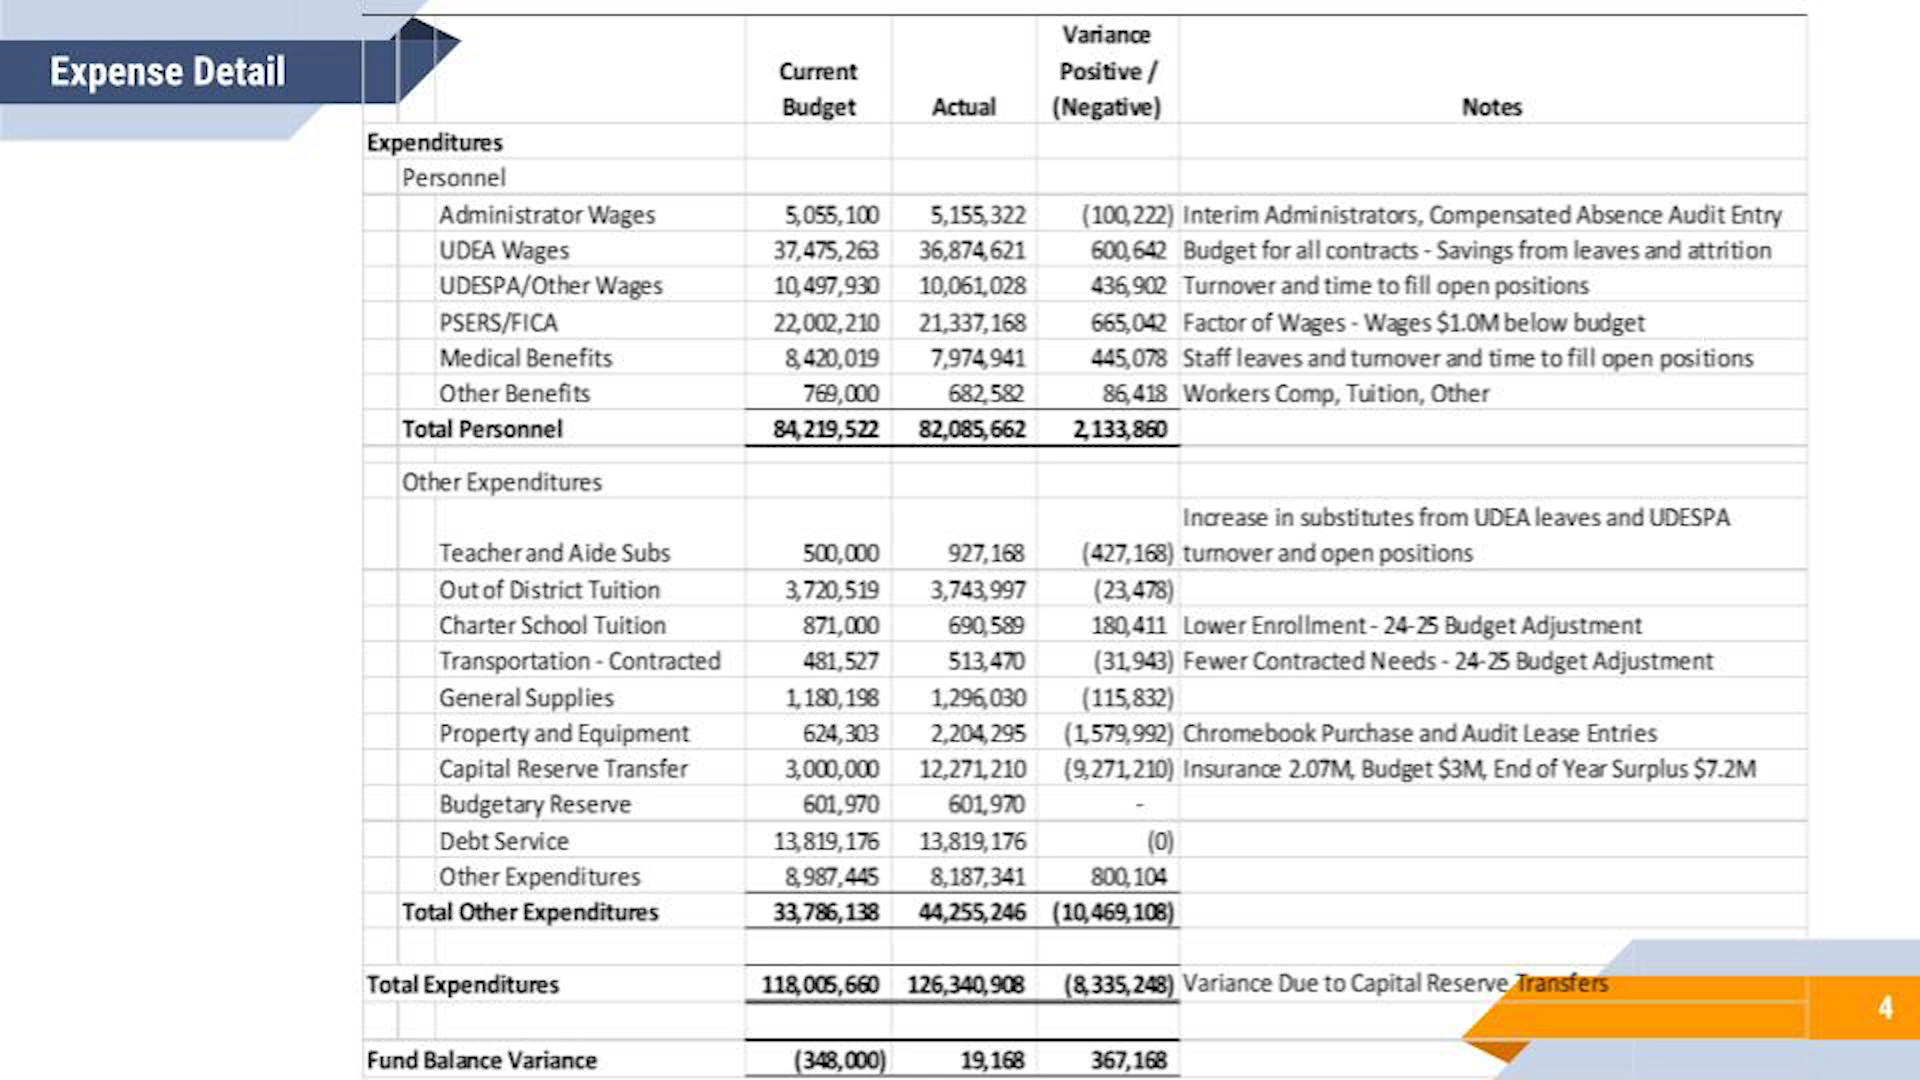 Expense Detail
Current Budget Actual Variance Positive / (Negative) Notes
Expenditures
Personnel
Administrator Wages 5,055,100 5,155,322 (100,222) Interim Administrators, Compensated Absence Audit Entry
UDEA Wages 37,475,263 36,874,621 600,642 Budget for all contracts - Savings from leaves and attrition
UDESPA/Other Wages 10,497,930 10,061,028 436,902 Turnover and time to fill open positions
PSERS/FICA 22,002,210 21,337,168 665,042 Factor of Wages - Wages $1.0M below budget
Medical Benefits 8,420,019 7,974,941 445,078 Staff leaves and turnover and time to fill open positions
Other Benefits 769,000 682,582 86,418 Workers Comp, Tuition, Other
Total Personnel 84,219,522 82,085,662 2,133,860
Other Expenditures
Increase in substitutes from UDEA leaves and UDESPA
Teacher and Aide Subs 500,000 927,168 (427,168) turnover and open positions
Out of District Tuition 3,720,519 3,743,997 (23,478)
Charter School Tuition 871,000 690,589 180,411 Lower Enrollment - 24-25 Budget Adjustment
Transportation - Contracted 481,527 513,470 (31,943) Fewer Contracted Needs - 24-25 Budget Adjustment
General Supplies 1,180,198 1,296,030 (115,832)
Property and Equipment 624,303 2,204,295 (1,579,992) Chromebook Purchase and Audit Lease Entries
Capital Reserve Transfer 3,000,000 12,271,210 (9,271,210) Insurance 2.07M, Budget $3M, End of Year Surplus $7.2M
Budgetary Reserve 601,970 601,970 -
Debt Service 13,819,176 13,819,176 (0)
Other Expenditures 8,987,445 8,187,341 800,104
Total Other Expenditures 33,786,138 44,255,246 (10,469,108)
Total Expenditures 118,005,660 126,340,908 (8,335,248) Variance Due to Capital Reserve Transfers
4
Fund Balance Variance (348,000) 19,168 367,168